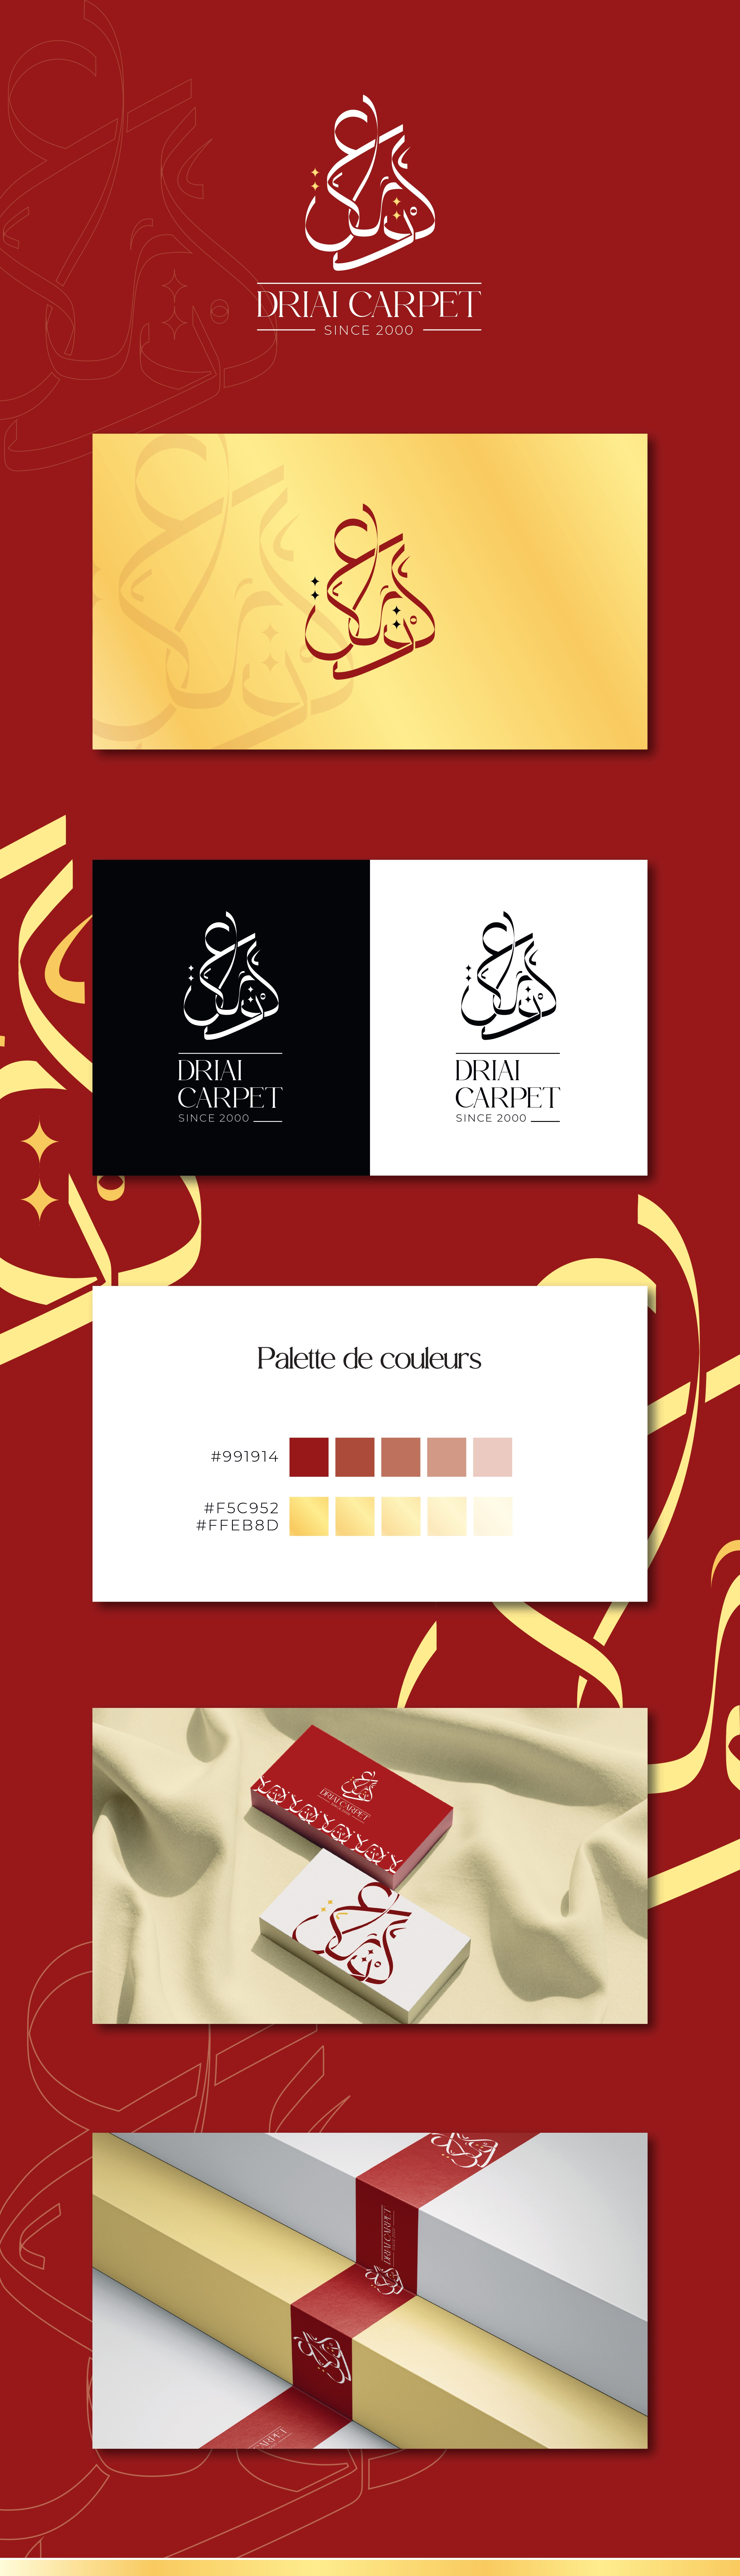 DRIAI CARPET
SINCE 2000
DRIAI
CARPET
SINCE 2000
DRIAI
CARPET
SINCE 2000
Palette de couleurs
#991914
#F5C952
#FFEB8D
DRIAI CARPET
DRIAI CARPET